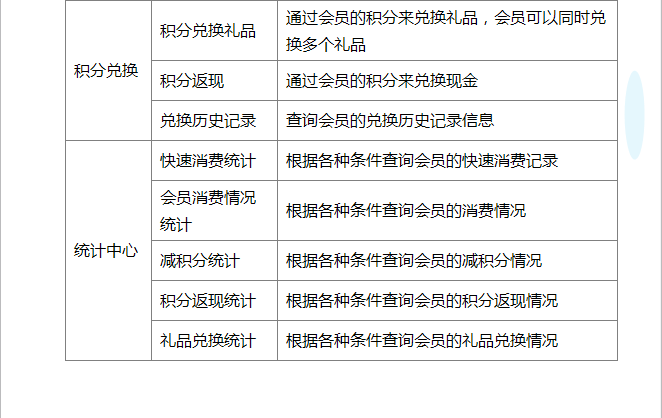 积分兑换
积分兑换礼品
通过会员的积分来兑换礼品，会员可以同时兑
换多个礼品
积分返现
通过会员的积分来兑换现金
兑换历史记录
查询会员的兑换历史记录信息
统计中心
快速消费统计
根据各种条件查询会员的快速消费记录
会员消费情况
统计
根据各种条件查询会员的消费情况
减积分统计
根据各种条件查询会员的减积分情况
积分返现统计
根据各种条件查询会员的积分返现情况
礼品兑换统计
根据各种条件查询会员的礼品兑换情况